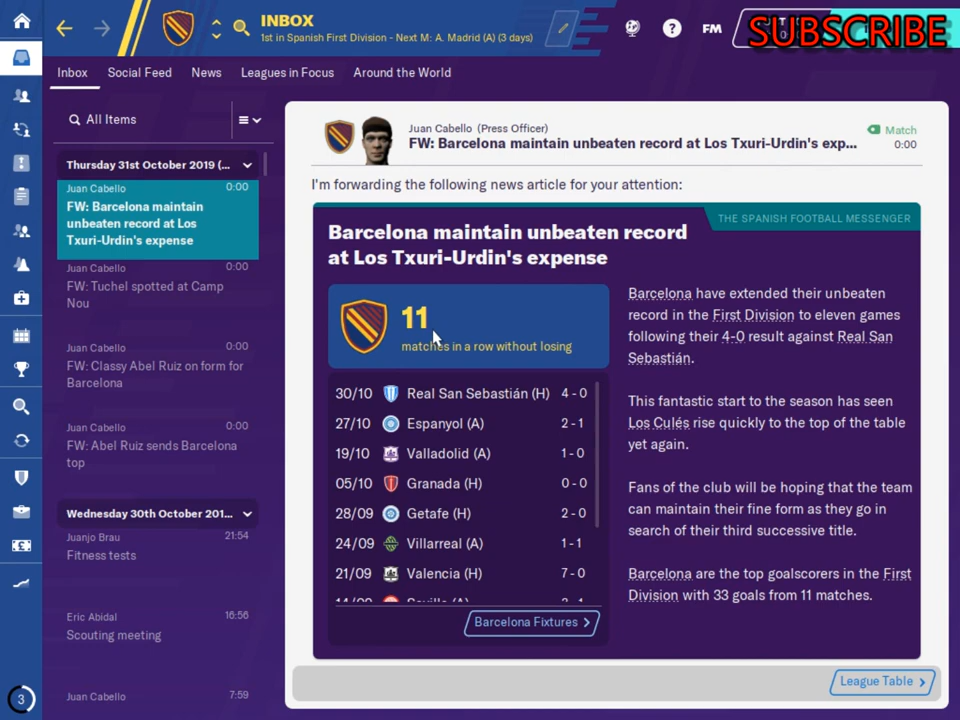 INBOX
1st in Spanish First Division - Next M: A. Madrid (A) (3 days)
?
FM
SUBSCRIBE
Inbox
Social Feed
News
Leagues in Focus
Around the World
All Items
Thursday 31st October 2019 (...
Juan Cabello
0:00
FW: Barcelona maintain
unbeaten record at Los
Txuri-Urdin's expense
Juan Cabello
0:00
FW: Tuchel spotted at Camp
Nou
Juan Cabello
0:00
FW: Classy Abel Ruiz on form for
Barcelona
Juan Cabello
0:00
FW: Abel Ruiz sends Barcelona
top
Wednesday 30th October 201...
Juanjo Brau
21:54
Fitness tests
Eric Abidal
16:56
Scouting meeting
Juan Cabello
7:59
3
Juan Cabello (Press Officer)
FW: Barcelona maintain unbeaten record at Los Txuri-Urdin's exp...
Match
0:00
I'm forwarding the following news article for your attention:
THE SPANISH FOOTBALL MESSENGER
Barcelona maintain unbeaten record
at Los Txuri-Urdin's expense
11
matches in a row without losing
30/10 Real San Sebastián (H) 4 - 0
27/10 Espanyol (A) 2 - 1
19/10 Valladolid (A) 1 - 0
05/10 Granada (H) 0 - 0
28/09 Getafe (H) 2 - 0
24/09 Villarreal (A) 1 - 1
21/09 Valencia (H) 7 - 0
Barcelona Fixtures
Barcelona have extended their unbeaten
record in the First Division to eleven games
following their 4-0 result against Real San
Sebastián.
This fantastic start to the season has seen
Los Culés rise quickly to the top of the table
yet again.
Fans of the club will be hoping that the team
can maintain their fine form as they go in
search of their third successive title.
Barcelona are the top goalscorers in the First
Division with 33 goals from 11 matches.
League Table